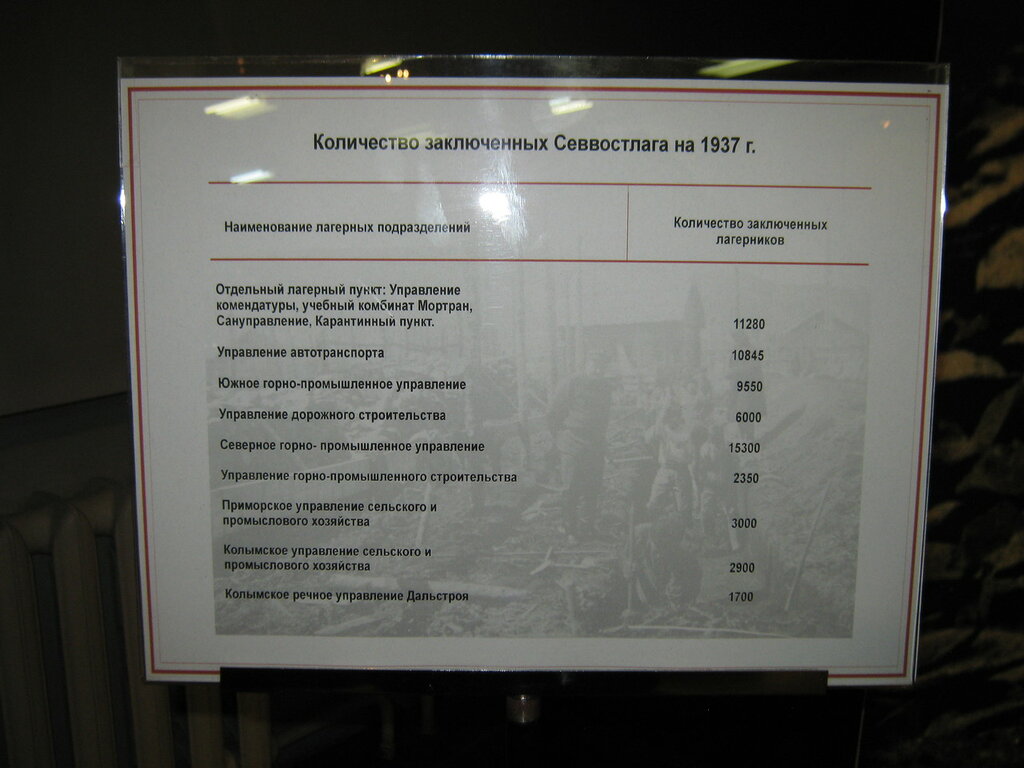 Количество заключенных Севвостлага на 1937 г.
Наименование лагерных подразделений
Количество заключенных
лагерников
Отдельный лагерный пункт: Управление
комендатуры, учебный комбинат Мортран,
Сануправление, Карантинный пункт. 11280
Управление автотранспорта 10845
Южное горно-промышленное управление 9550
Управление дорожного строительства 6000
Северное горно- промышленное управление 15300
Управление горно-промышленного строительства 2350
Приморское управление сельского и
промыслового хозяйства 3000
Колымское управление сельского и
промыслового хозяйства 2900
Колымское речное управление Дальстроя 1700